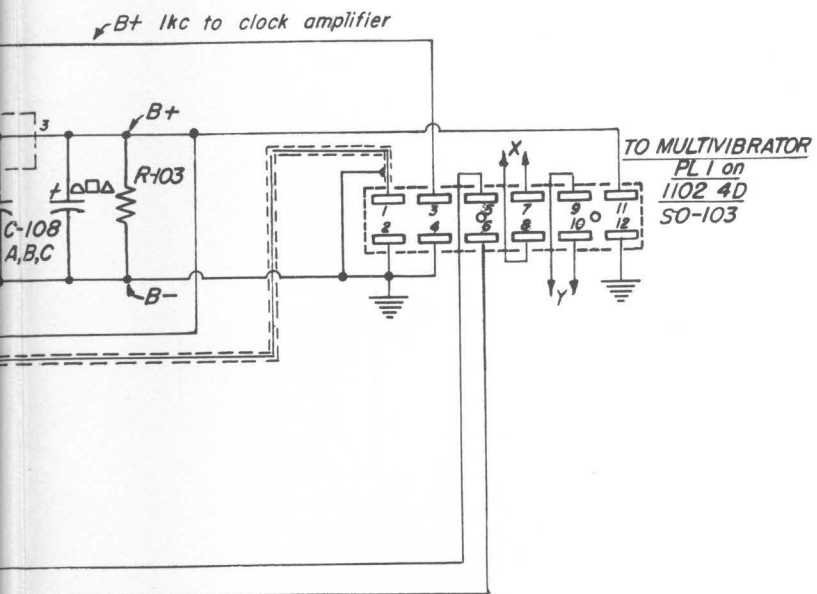 B+ 1kc to clock amplifier
3
B+
R-103
+
C-108
A,B,C
B-
X
TO MULTIVIBRATOR
PL 1 on
1102 4D
SO-103
1 3 5 7 9 11
2 4 6 8 10 12
Y